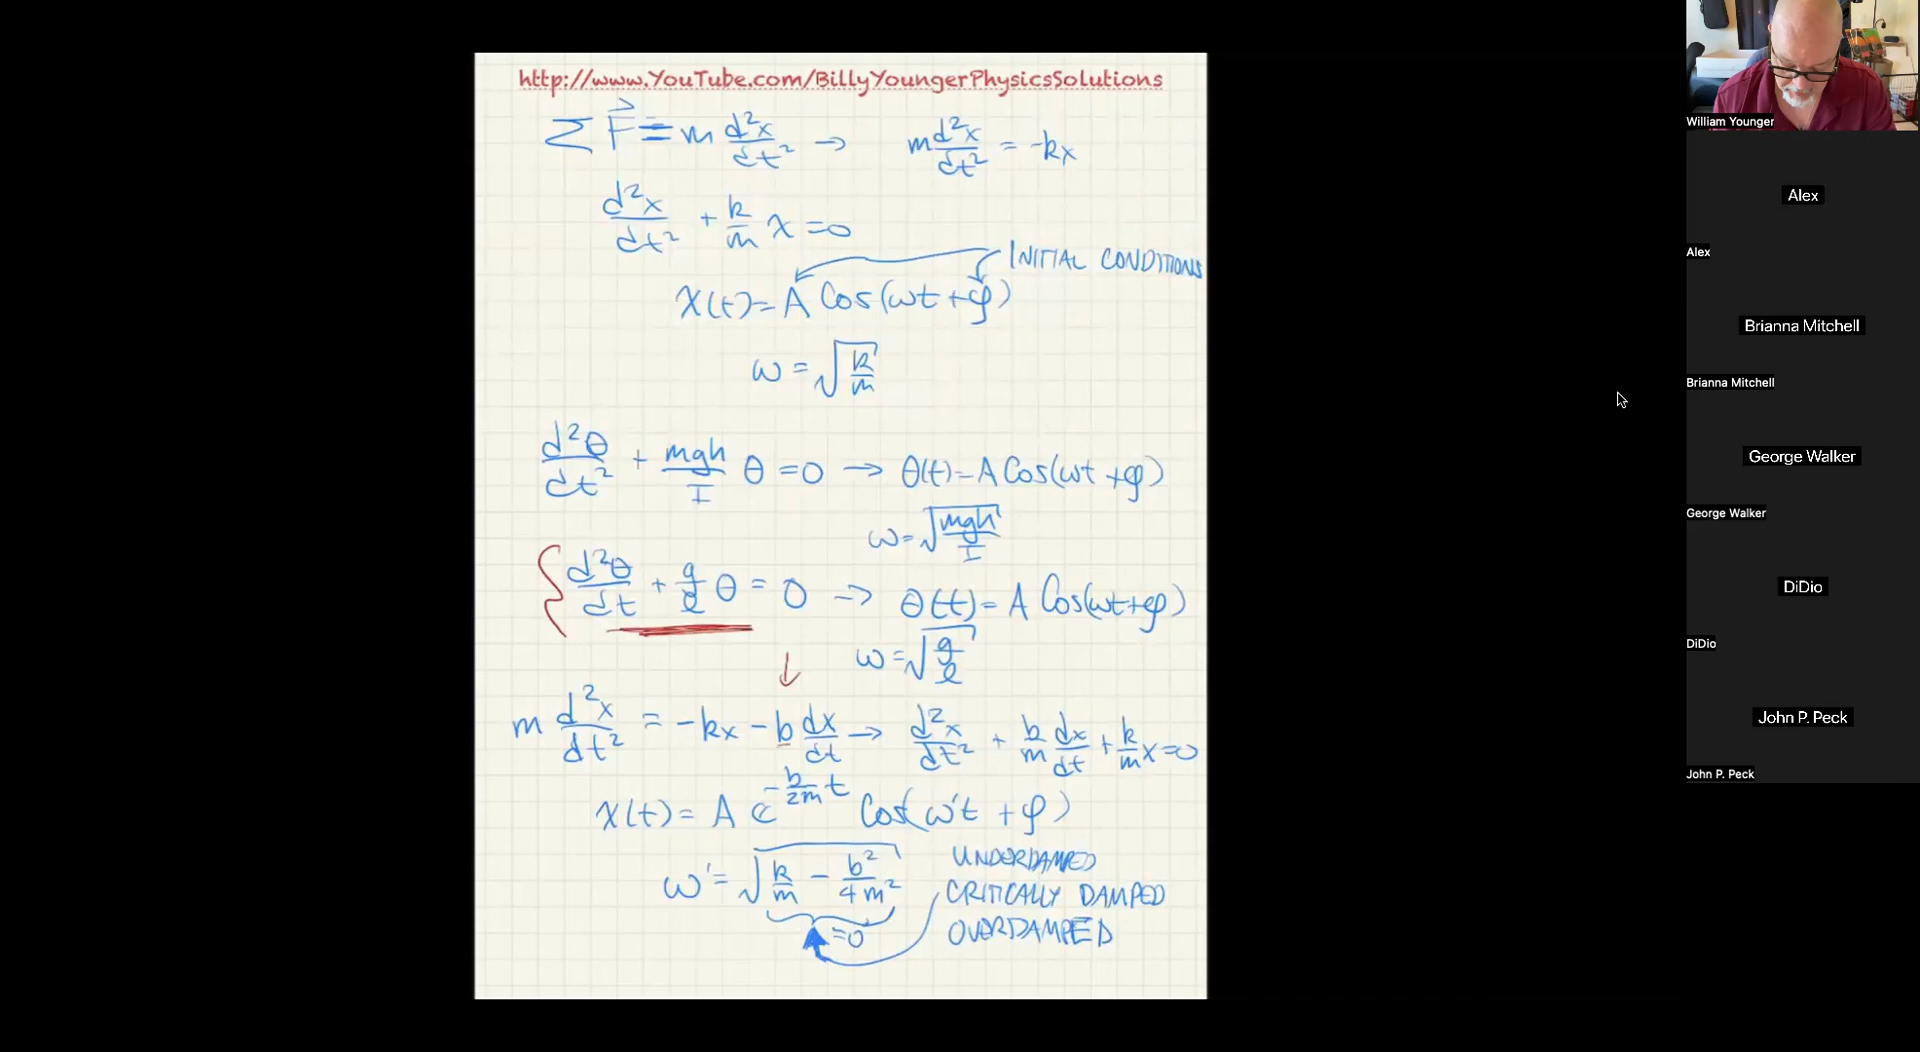 http://www.YouTube.com/BillyYoungerPhysicsSolutions
∑ F⃗ = m d²x/dt² → m d²x/dt² = -kx
d²x/dt² + k/m x = 0
INITIAL CONDITIONS
x(t) = A Cos(ωt + φ)
ω = √(k/m)
d²θ/dt² + mgh/I θ = 0 → θ(t) = A Cos(ωt + φ)
ω = √(mgh/I)
{ d²θ/dt + g/ℓ θ = 0 → θ(t) = A Cos(ωt + φ)
↓ ω = √(g/ℓ)
m d²x/dt² = -kx - b dx/dt → d²x/dt² + b/m dx/dt + k/m x = 0
x(t) = A e^(-b/2m t) Cos(ω't + φ)
ω' = √(k/m - b²/4m²)
= 0
UNDERDAMPED
CRITICALLY DAMPED
OVERDAMPED
William Younger
Alex
Alex
Brianna Mitchell
Brianna Mitchell
George Walker
George Walker
DiDio
DiDio
John P. Peck
John P. Peck